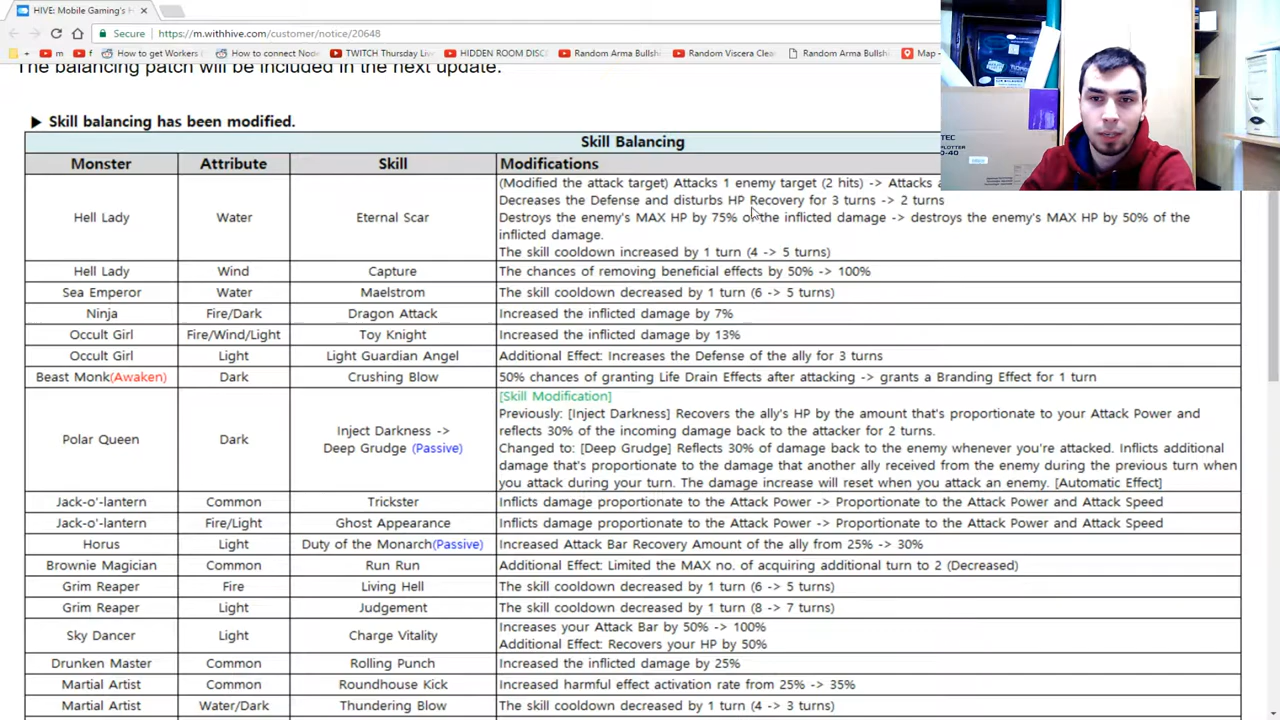 HIVE: Mobile Gaming's H
Secure https://m.withhive.com/customer/notice/20648
m f How to get Workers How to connect Now TWITCH Thursday Live HIDDEN ROOM DISC Random Arma Bullshi Random Viscera Clea Random Arma Bullsh Map -
The balancing patch will be included in the next update.
▶ Skill balancing has been modified.
Skill Balancing
Monster Attribute Skill Modifications
Hell Lady Water Eternal Scar (Modified the attack target) Attacks 1 enemy target (2 hits) -> Attacks a
Decreases the Defense and disturbs HP Recovery for 3 turns -> 2 turns
Destroys the enemy's MAX HP by 75% of the inflicted damage -> destroys the enemy's MAX HP by 50% of the
inflicted damage.
The skill cooldown increased by 1 turn (4 -> 5 turns)
Hell Lady Wind Capture The chances of removing beneficial effects by 50% -> 100%
Sea Emperor Water Maelstrom The skill cooldown decreased by 1 turn (6 -> 5 turns)
Ninja Fire/Dark Dragon Attack Increased the inflicted damage by 7%
Occult Girl Fire/Wind/Light Toy Knight Increased the inflicted damage by 13%
Occult Girl Light Light Guardian Angel Additional Effect: Increases the Defense of the ally for 3 turns
Beast Monk(Awaken) Dark Crushing Blow 50% chances of granting Life Drain Effects after attacking -> grants a Branding Effect for 1 turn
Polar Queen Dark Inject Darkness ->
Deep Grudge (Passive) [Skill Modification]
Previously: [Inject Darkness] Recovers the ally's HP by the amount that's proportionate to your Attack Power and
reflects 30% of the incoming damage back to the attacker for 2 turns.
Changed to: [Deep Grudge] Reflects 30% of damage back to the enemy whenever you're attacked. Inflicts additional
damage that's proportionate to the damage that another ally received from the enemy during the previous turn when
you attack during your turn. The damage increase will reset when you attack an enemy. [Automatic Effect]
Jack-o'-lantern Common Trickster Inflicts damage proportionate to the Attack Power -> Proportionate to the Attack Power and Attack Speed
Jack-o'-lantern Fire/Light Ghost Appearance Inflicts damage proportionate to the Attack Power -> Proportionate to the Attack Power and Attack Speed
Horus Light Duty of the Monarch(Passive) Increased Attack Bar Recovery Amount of the ally from 25% -> 30%
Brownie Magician Common Run Run Additional Effect: Limited the MAX no. of acquiring additional turn to 2 (Decreased)
Grim Reaper Fire Living Hell The skill cooldown decreased by 1 turn (6 -> 5 turns)
Grim Reaper Light Judgement The skill cooldown decreased by 1 turn (8 -> 7 turns)
Sky Dancer Light Charge Vitality Increases your Attack Bar by 50% -> 100%
Additional Effect: Recovers your HP by 50%
Drunken Master Common Rolling Punch Increased the inflicted damage by 25%
Martial Artist Common Roundhouse Kick Increased harmful effect activation rate from 25% -> 35%
Martial Artist Water/Dark Thundering Blow The skill cooldown decreased by 1 turn (4 -> 3 turns)